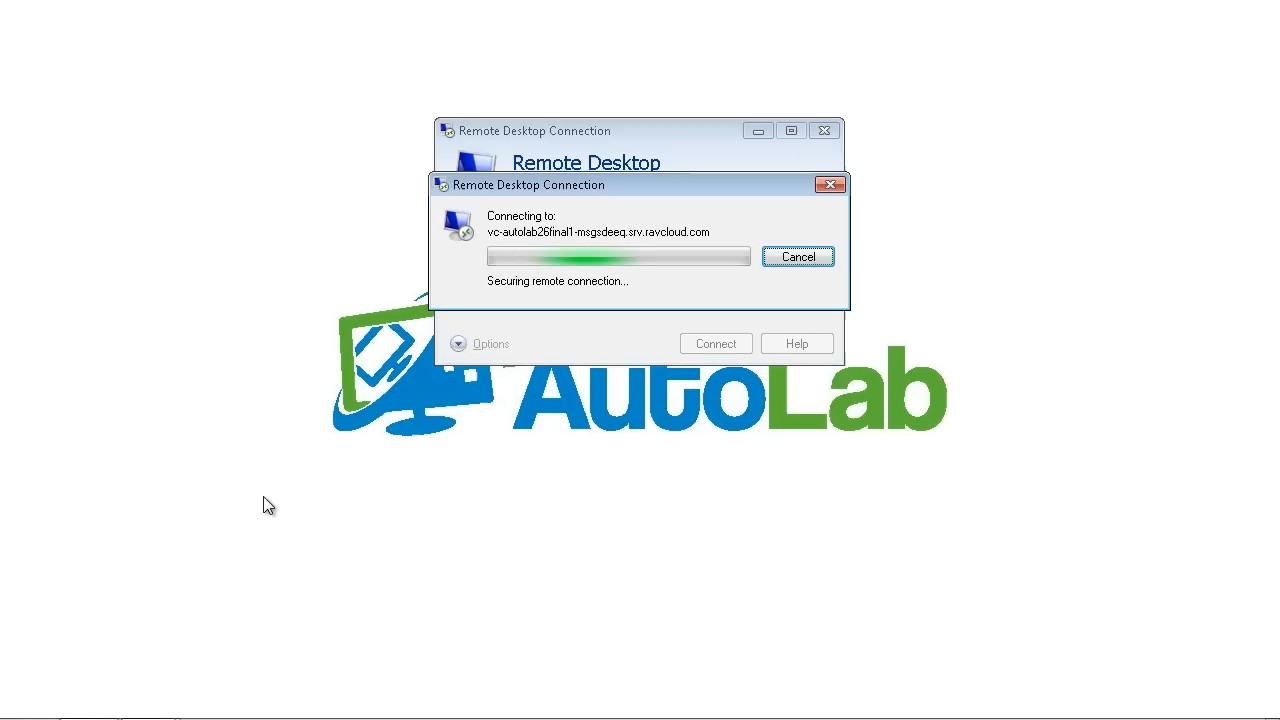 Remote Desktop Connection
Remote Desktop
Remote Desktop Connection
Connecting to:
vc-autolab26final1-msgsdeeq.srv.ravcloud.com
Cancel
Securing remote connection...
Options
Connect
Help
AutoLab